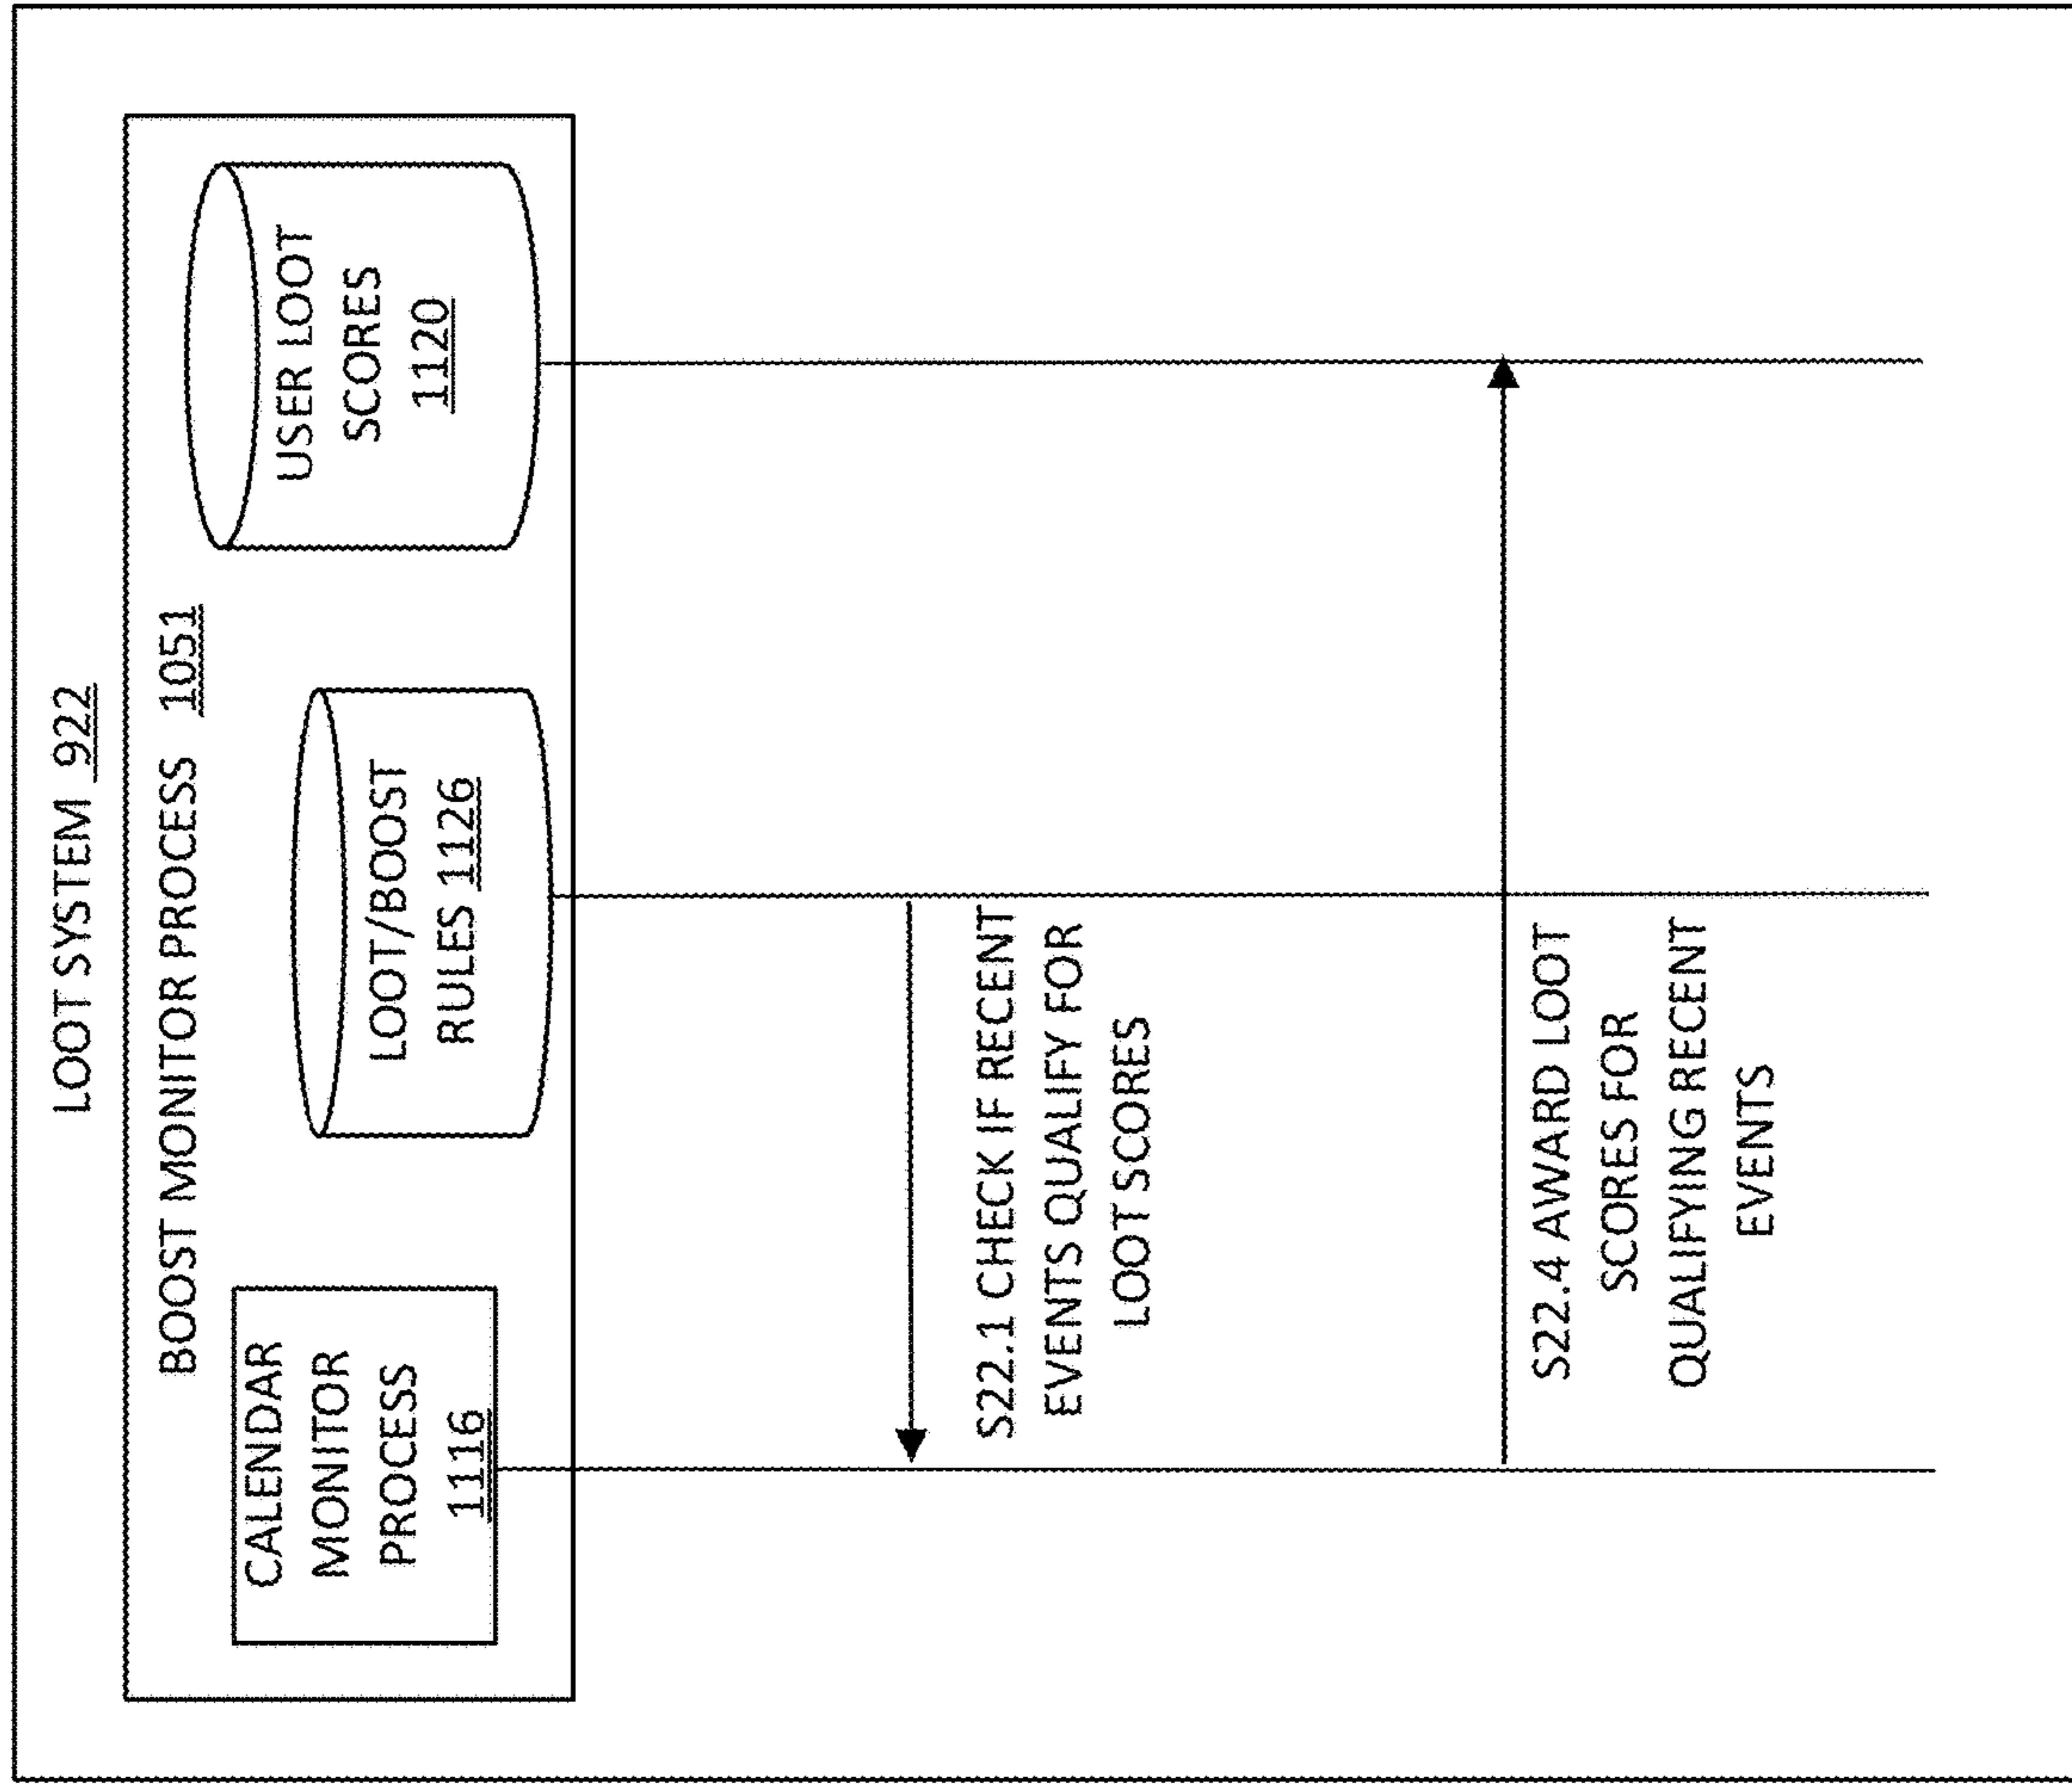 LOOT SYSTEM 922
BOOST MONITOR PROCESS 1051
CALENDAR
MONITOR
PROCESS
1116
LOOT/BOOST
RULES 1126
USER LOOT
SCORES
1120
S22.1 CHECK IF RECENT
EVENTS QUALIFY FOR
LOOT SCORES
S22.4 AWARD LOOT
SCORES FOR
QUALIFYING RECENT
EVENTS